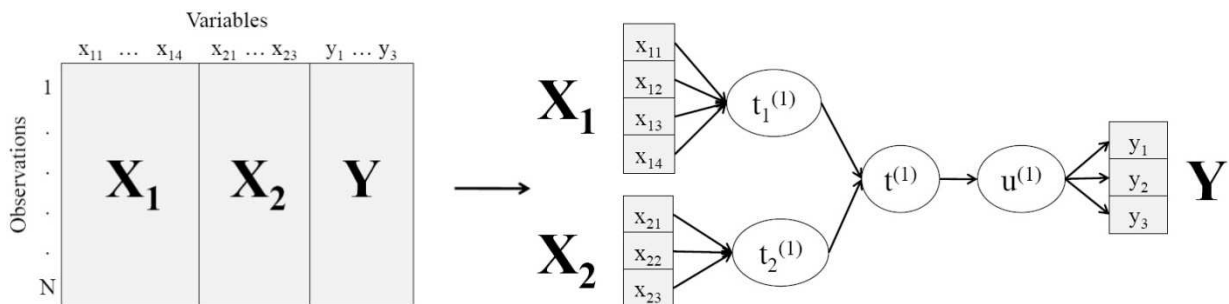 Variables
x₁₁ … x₁₄ x₂₁ … x₂₃ y₁ … y₃
Observations
1
.
.
.
.
.
N
X₁ X₂ Y
X₁
x₁₁
x₁₂
x₁₃
x₁₄
t₁⁽¹⁾
X₂
x₂₁
x₂₂
x₂₃
t₂⁽¹⁾
t⁽¹⁾
u⁽¹⁾
y₁
y₂
y₃
Y